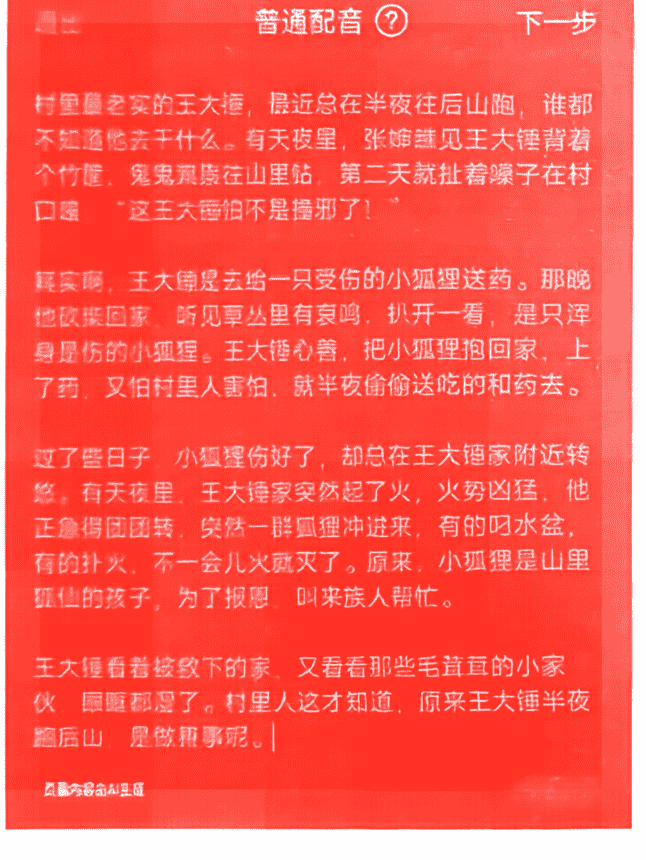 普通配音 ? 下一步
村里最老实的王大锤，最近总在半夜往后山跑，谁都
不知道他去干什么。有天夜里，张婶瞧见王大锤背着
个竹筐，鬼鬼祟祟往山里钻，第二天就扯着嗓子在村
口嚷："这王大锤怕不是撞邪了！"
其实啊，王大锤是去给一只受伤的小狐狸送药。那晚
他砍柴回家，听见草丛里有哀鸣，扒开一看，是只浑
身是伤的小狐狸。王大锤心善，把小狐狸抱回家，上
了药，又怕村里人害怕，就半夜偷偷送吃的和药去。
过了些日子，小狐狸伤好了，却总在王大锤家附近转
悠。有天夜里，王大锤家突然起了火，火势凶猛，他
正急得团团转，突然一群狐狸冲进来，有的叼水盆，
有的扑火，不一会儿火就灭了。原来，小狐狸是山里
狐仙的孩子，为了报恩，叫来族人帮忙。
王大锤看着被救下的家，又看看那些毛茸茸的小家
伙，眼眶都湿了。村里人这才知道，原来王大锤半夜
跑后山，是做好事呢。